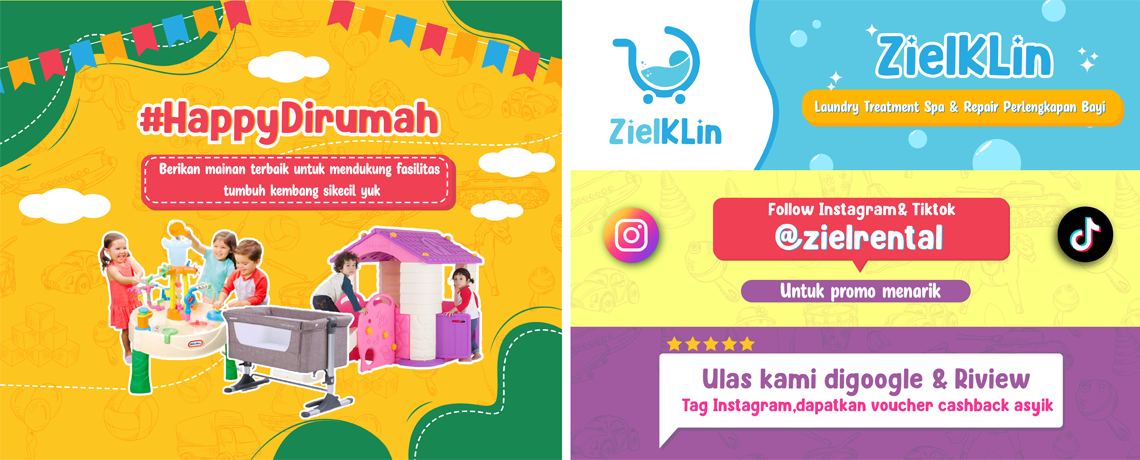 #HappyDirumah
Berikan mainan terbaik untuk mendukung fasilitas
tumbuh kembang sikecil yuk
ZielKLin
ZielKLin
Laundry Treatment Spa & Repair Perlengkapan Bayi
Follow Instagram& Tiktok
@zielrental
Untuk promo menarik
Ulas kami digoogle & Riview
Tag Instagram,dapatkan voucher cashback asyik